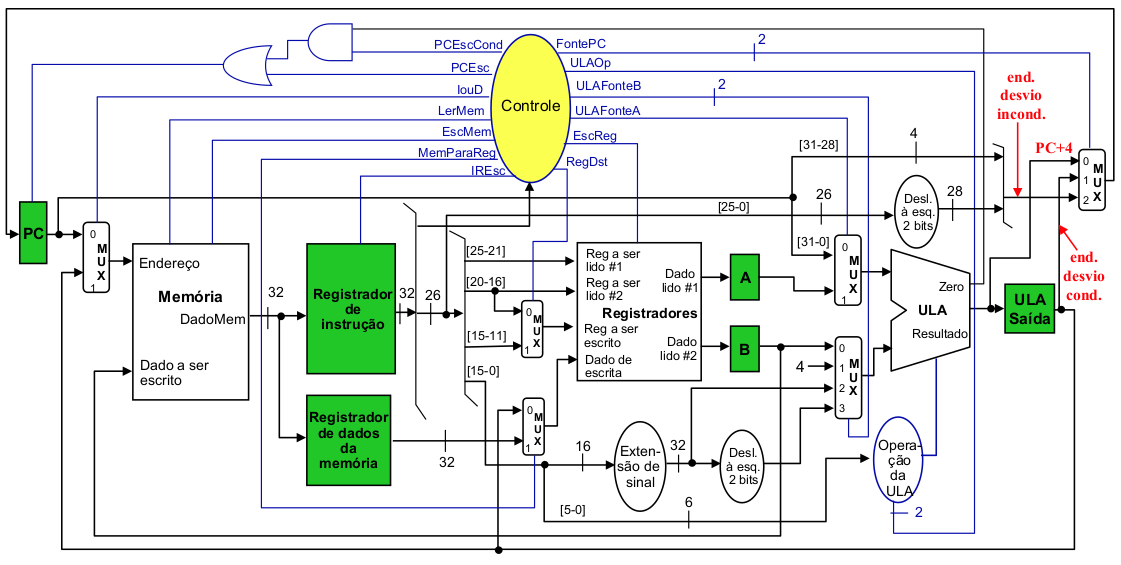 PCEscCond
PCEsc
IouD
LerMem
EscMem
MemParaReg
IREsc
Controle
FontePC
2
ULAOp
ULAFonteB
2
ULAFonteA
EscReg
RegDst
end.
desvio
incond.
PC+4
[31-28]
4
0
1
2
M
U
X
[25-0]
26
Desl.
à esq.
2 bits
28
[31-0]
PC
0
M
U
X
1
Endereço
Memória
DadoMem
Dado a ser
escrito
32
Registrador
de
instrução
32
26
Registrador
de dados
da
memória
32
[25-21]
[20-16]
[15-11]
[15-0]
0
M
U
X
1
0
M
U
X
1
Reg a ser
lido #1
Reg a ser
lido #2
Registradores
Reg a ser
escrito
Dado de
escrita
Dado
lido #1
Dado
lido #2
A
B
0
M
U
X
1
4
0
1
2
3
M
U
X
Zero
ULA
Resultado
ULA
Saída
end.
desvio
cond.
16
Exten-
são de
sinal
32
Desl.
à esq.
2 bits
Opera-
ção
da
ULA
[5-0]
6
2